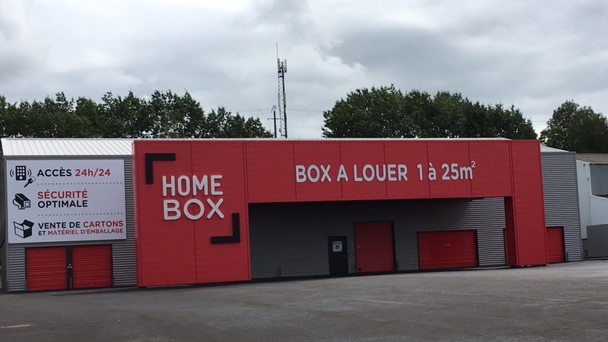 ACCÈS 24h/24
SÉCURITÉ
OPTIMALE
VENTE DE CARTONS
ET MATÉRIEL D'EMBALLAGE
HOME
BOX
BOX A LOUER 1 à 25m²